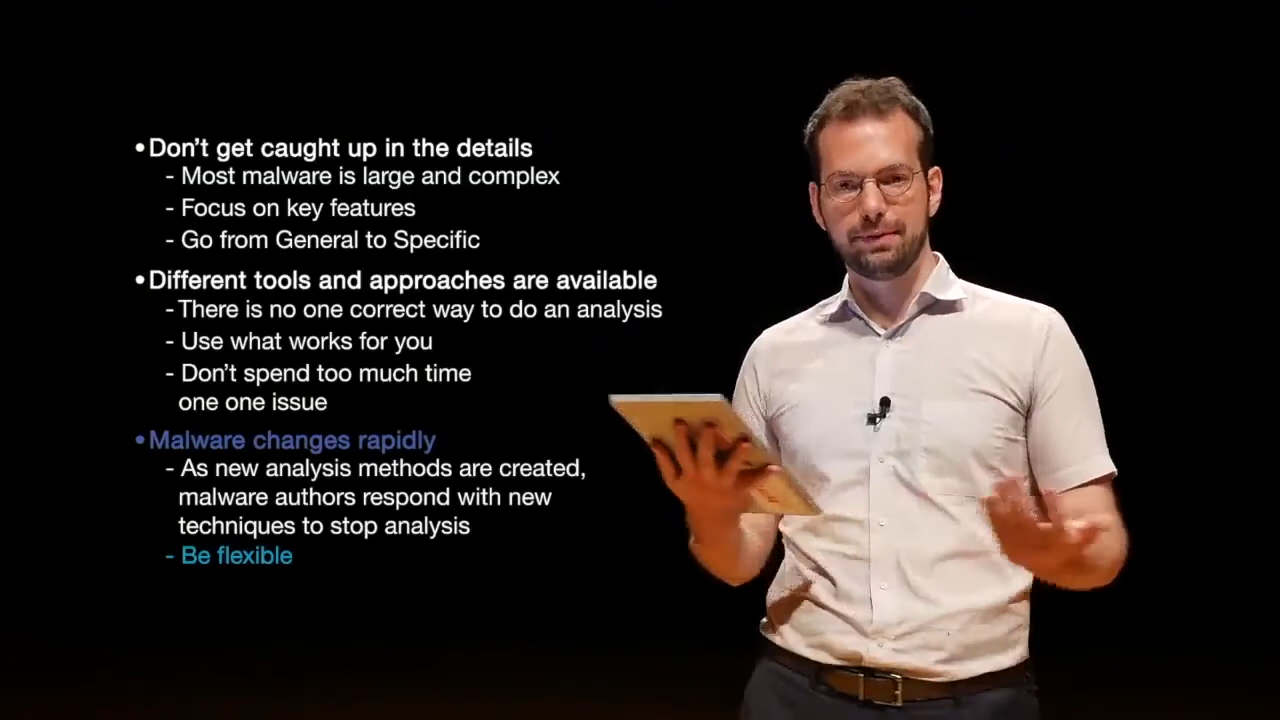 •Don't get caught up in the details
- Most malware is large and complex
- Focus on key features
- Go from General to Specific
•Different tools and approaches are available
- There is no one correct way to do an analysis
- Use what works for you
- Don't spend too much time
one one issue
•Malware changes rapidly
- As new analysis methods are created,
malware authors respond with new
techniques to stop analysis
- Be flexible